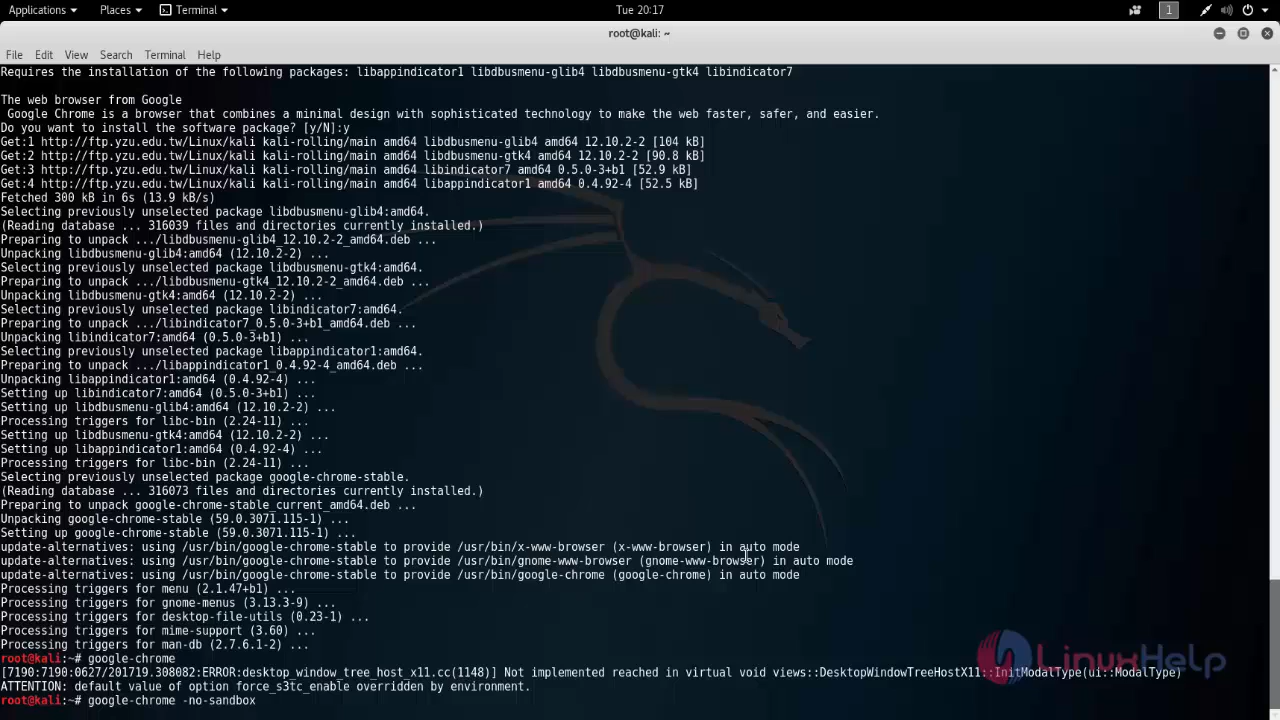 Applications Places Terminal Tue 20:17 1
root@kali: ~
File Edit View Search Terminal Help
Requires the installation of the following packages: libappindicator1 libdbusmenu-glib4 libdbusmenu-gtk4 libindicator7
The web browser from Google
Google Chrome is a browser that combines a minimal design with sophisticated technology to make the web faster, safer, and easier.
Do you want to install the software package? [y/N]:y
Get:1 http://ftp.yzu.edu.tw/Linux/kali kali-rolling/main amd64 libdbusmenu-glib4 amd64 12.10.2-2 [104 kB]
Get:2 http://ftp.yzu.edu.tw/Linux/kali kali-rolling/main amd64 libdbusmenu-gtk4 amd64 12.10.2-2 [90.8 kB]
Get:3 http://ftp.yzu.edu.tw/Linux/kali kali-rolling/main amd64 libindicator7 amd64 0.5.0-3+b1 [52.9 kB]
Get:4 http://ftp.yzu.edu.tw/Linux/kali kali-rolling/main amd64 libappindicator1 amd64 0.4.92-4 [52.5 kB]
Fetched 300 kB in 6s (13.9 kB/s)
Selecting previously unselected package libdbusmenu-glib4:amd64.
(Reading database ... 316039 files and directories currently installed.)
Preparing to unpack .../libdbusmenu-glib4_12.10.2-2_amd64.deb ...
Unpacking libdbusmenu-glib4:amd64 (12.10.2-2) ...
Selecting previously unselected package libdbusmenu-gtk4:amd64.
Preparing to unpack .../libdbusmenu-gtk4_12.10.2-2_amd64.deb ...
Unpacking libdbusmenu-gtk4:amd64 (12.10.2-2) ...
Selecting previously unselected package libindicator7:amd64.
Preparing to unpack .../libindicator7_0.5.0-3+b1_amd64.deb ...
Unpacking libindicator7:amd64 (0.5.0-3+b1) ...
Selecting previously unselected package libappindicator1:amd64.
Preparing to unpack .../libappindicator1_0.4.92-4_amd64.deb ...
Unpacking libappindicator1:amd64 (0.4.92-4) ...
Setting up libindicator7:amd64 (0.5.0-3+b1) ...
Setting up libdbusmenu-glib4:amd64 (12.10.2-2) ...
Processing triggers for libc-bin (2.24-11) ...
Setting up libdbusmenu-gtk4:amd64 (12.10.2-2) ...
Setting up libappindicator1:amd64 (0.4.92-4) ...
Processing triggers for libc-bin (2.24-11) ...
Selecting previously unselected package google-chrome-stable.
(Reading database ... 316073 files and directories currently installed.)
Preparing to unpack google-chrome-stable_current_amd64.deb ...
Unpacking google-chrome-stable (59.0.3071.115-1) ...
Setting up google-chrome-stable (59.0.3071.115-1) ...
update-alternatives: using /usr/bin/google-chrome-stable to provide /usr/bin/x-www-browser (x-www-browser) in auto mode
update-alternatives: using /usr/bin/google-chrome-stable to provide /usr/bin/gnome-www-browser (gnome-www-browser) in auto mode
update-alternatives: using /usr/bin/google-chrome-stable to provide /usr/bin/google-chrome (google-chrome) in auto mode
Processing triggers for menu (2.1.47+b1) ...
Processing triggers for gnome-menus (3.13.3-9) ...
Processing triggers for desktop-file-utils (0.23-1) ...
Processing triggers for mime-support (3.60) ...
Processing triggers for man-db (2.7.6.1-2) ...
root@kali:~# google-chrome
[7190:7190:0627/201719.308082:ERROR:desktop_window_tree_host_x11.cc(1148)] Not implemented reached in virtual void views::DesktopWindowTreeHostX11::InitModalType(ui::ModalType)
ATTENTION: default value of option force_s3tc_enable overridden by environment.
root@kali:~# google-chrome -no-sandbox
LinuxHelp